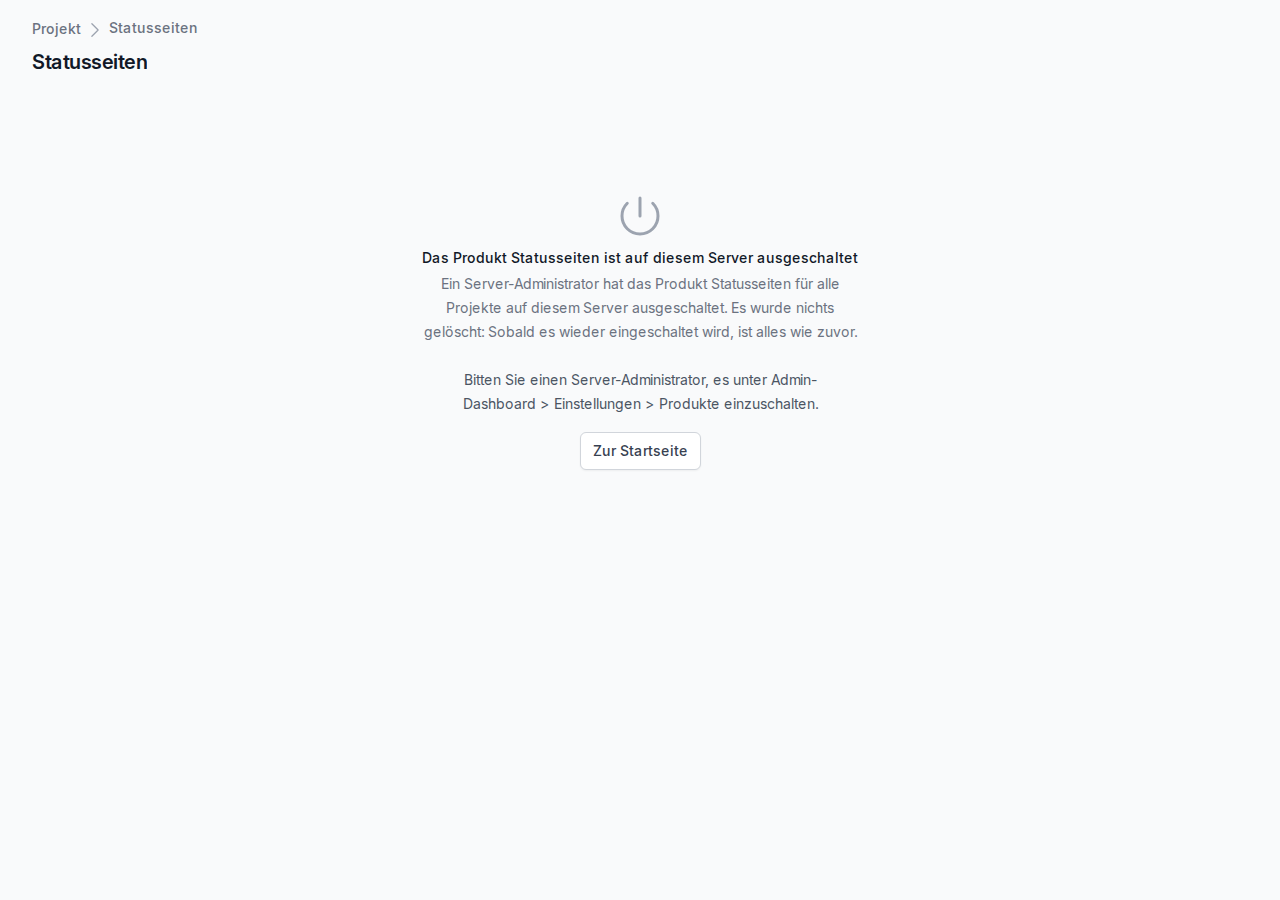 Projekt
Statusseiten
Statusseiten
Das Produkt Statusseiten ist auf diesem Server ausgeschaltet
Ein Server-Administrator hat das Produkt Statusseiten für alle
Projekte auf diesem Server ausgeschaltet. Es wurde nichts
gelöscht: Sobald es wieder eingeschaltet wird, ist alles wie zuvor.
Bitten Sie einen Server-Administrator, es unter Admin-
Dashboard > Einstellungen > Produkte einzuschalten.
Zur Startseite